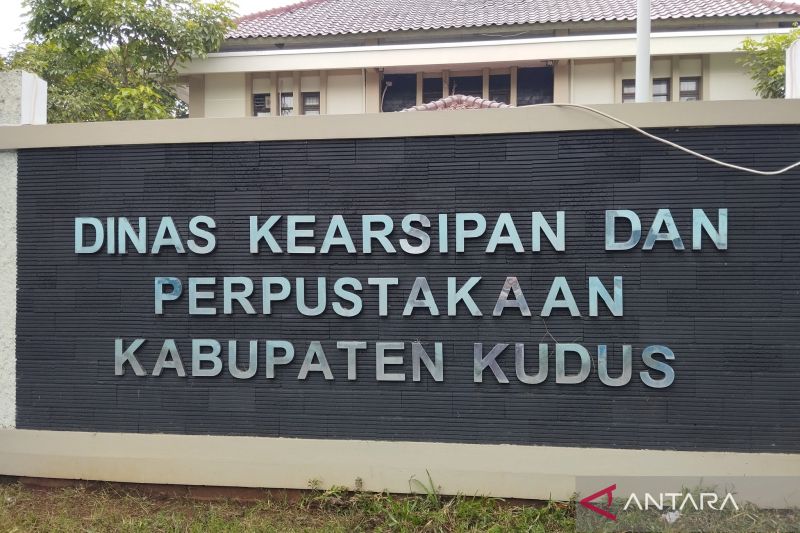 DINAS KEARSIPAN DAN
PERPUSTAKAAN
KABUPATEN KUDUS
ANTARA